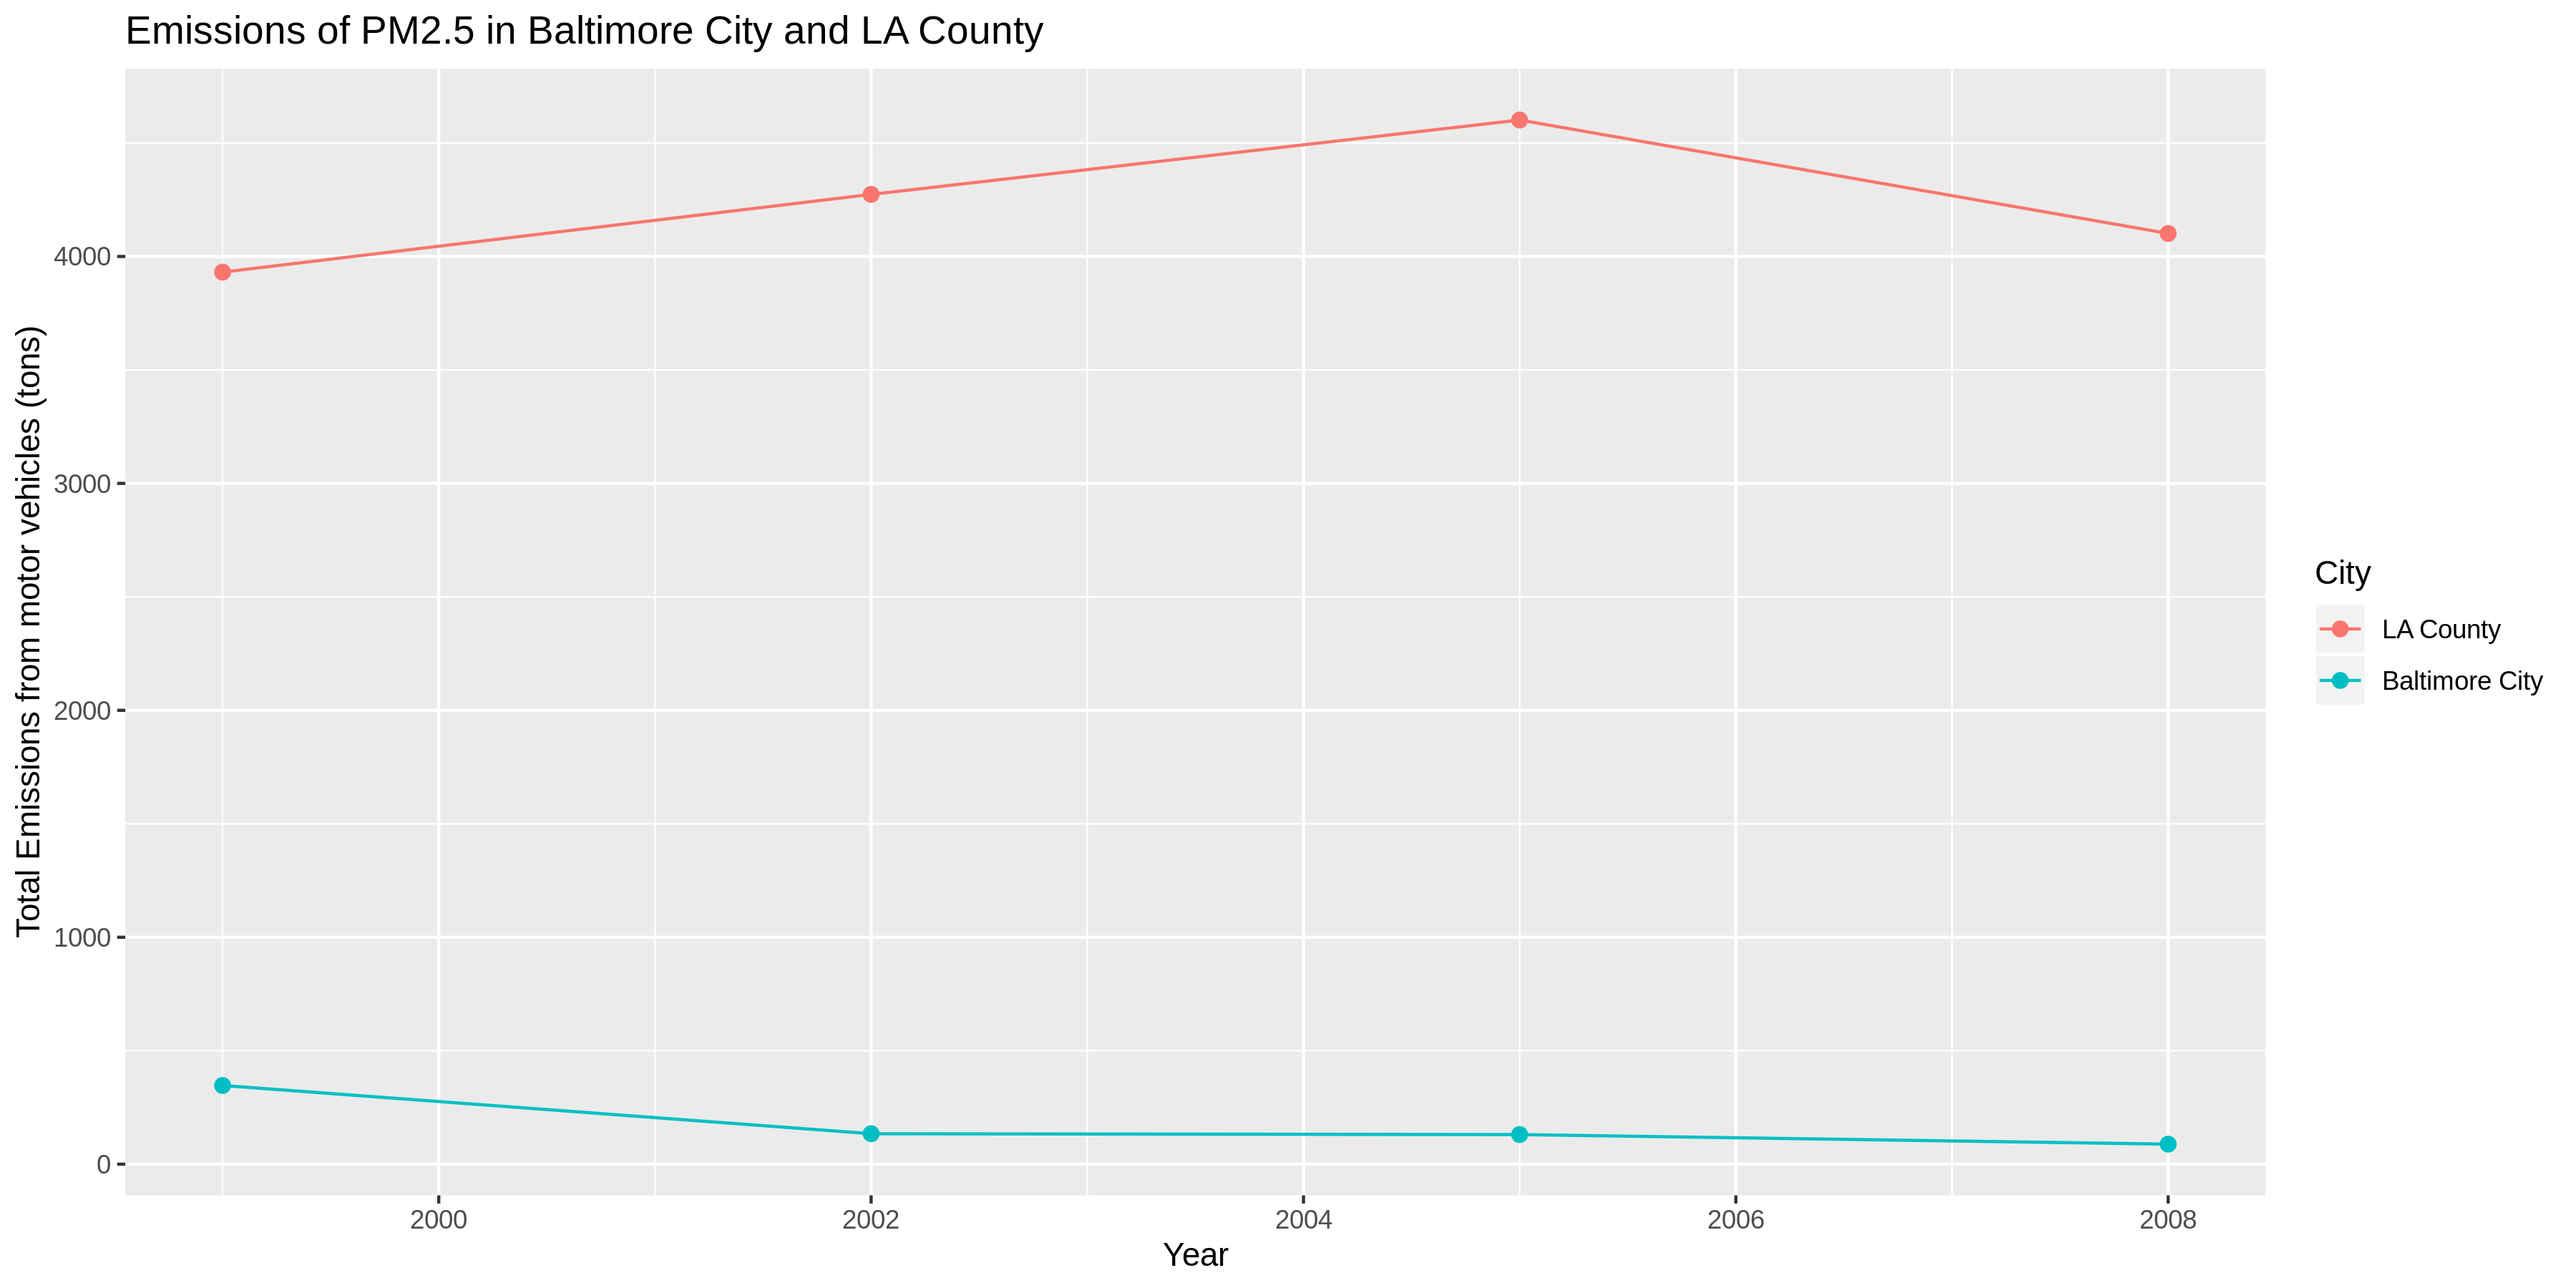 Emissions of PM2.5 in Baltimore City and LA County
Total Emissions from motor vehicles (tons)
4000
3000
2000
1000
0
2000 2002 2004 2006 2008
Year
City
LA County
Baltimore City